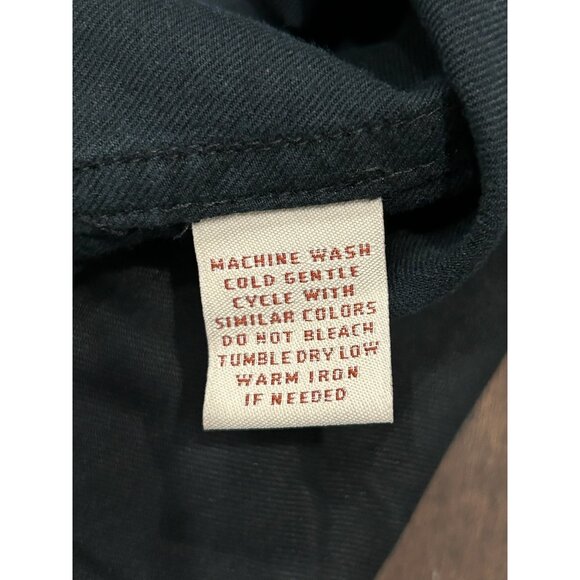 MACHINE WASH
COLD GENTLE
CYCLE WITH
SIMILAR COLORS
DO NOT BLEACH
TUMBLE DRY LOW
WARM IRON
IF NEEDED